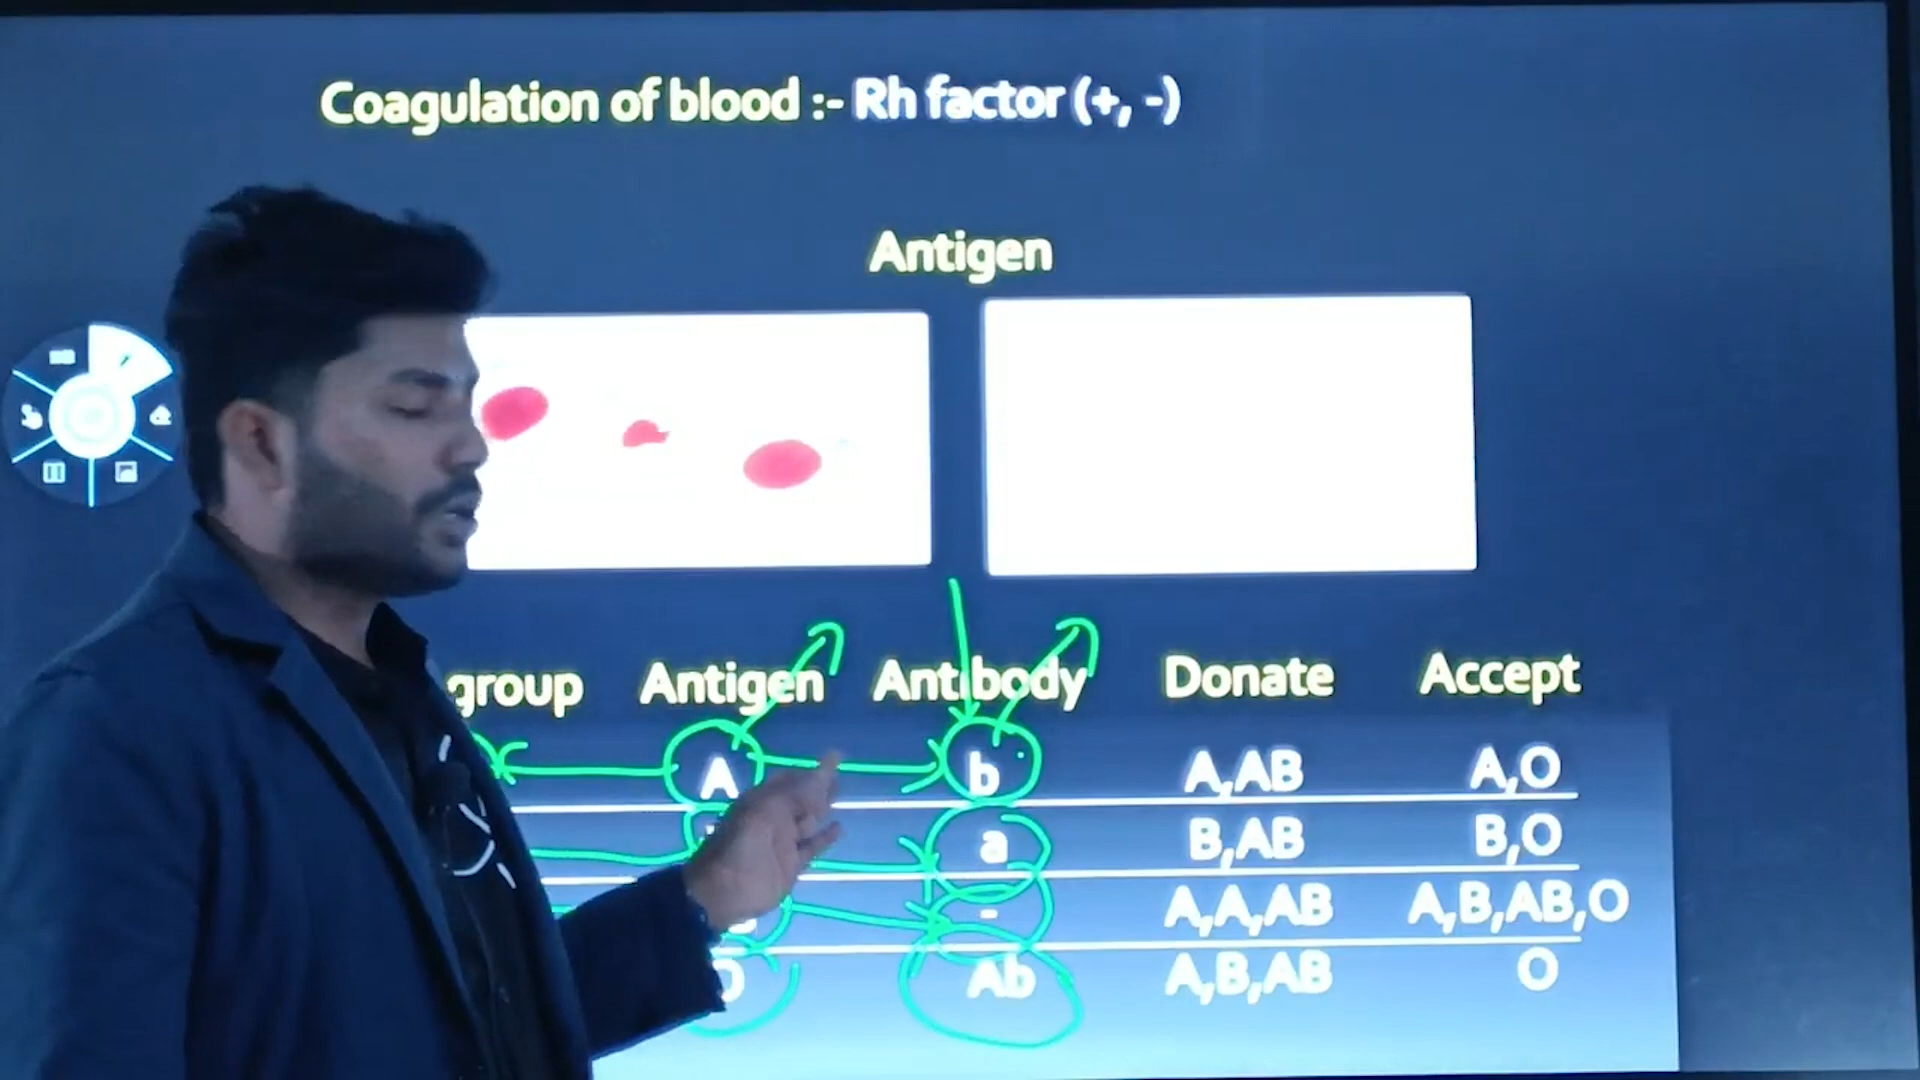 Coagulation of blood :- Rh factor (+, -)
Antigen
group Antigen Antibody Donate Accept
A b A,AB A,O
a B,AB B,O
- A,A,AB A,B,AB,O
Ab A,B,AB O